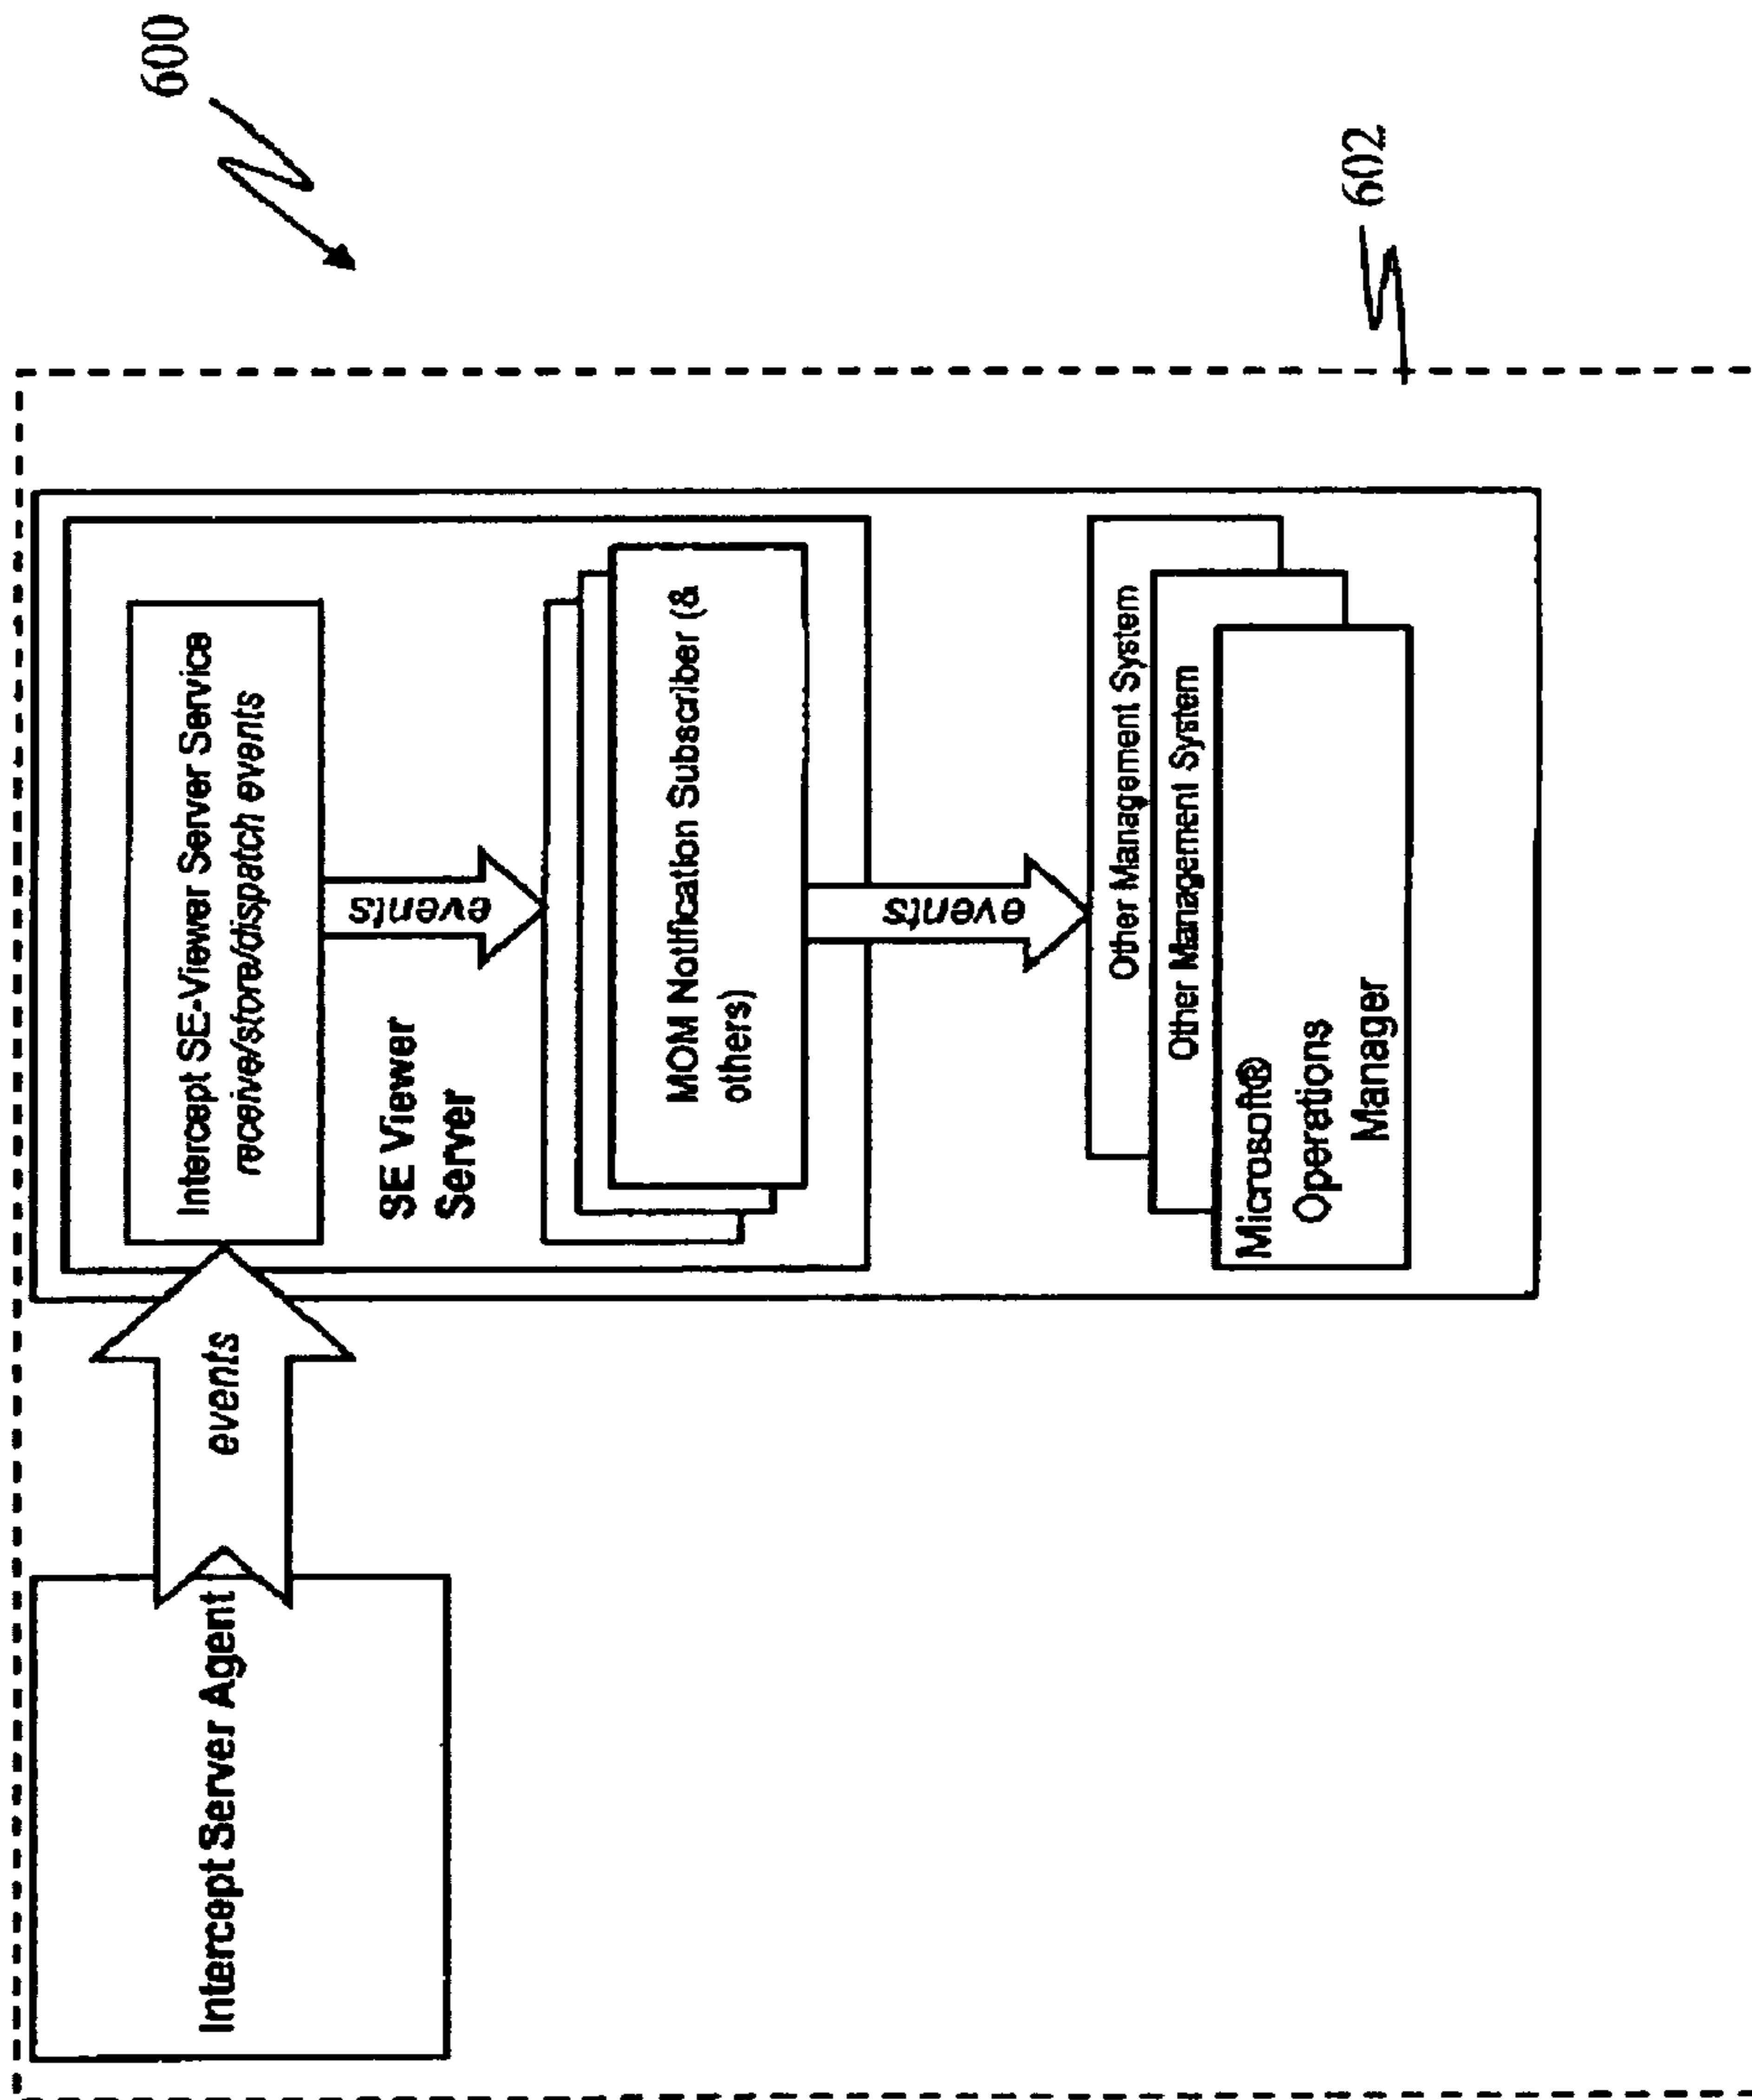 600
602
Intercept Server Agent
events
Intercept SE-Viewer Server Service
receive/store/dispatch events
events
SE Viewer
Server
MOM Notification Subscriber (&
others)
events
Other Management System
Other Management System
Microsoft®
Operations
Manager